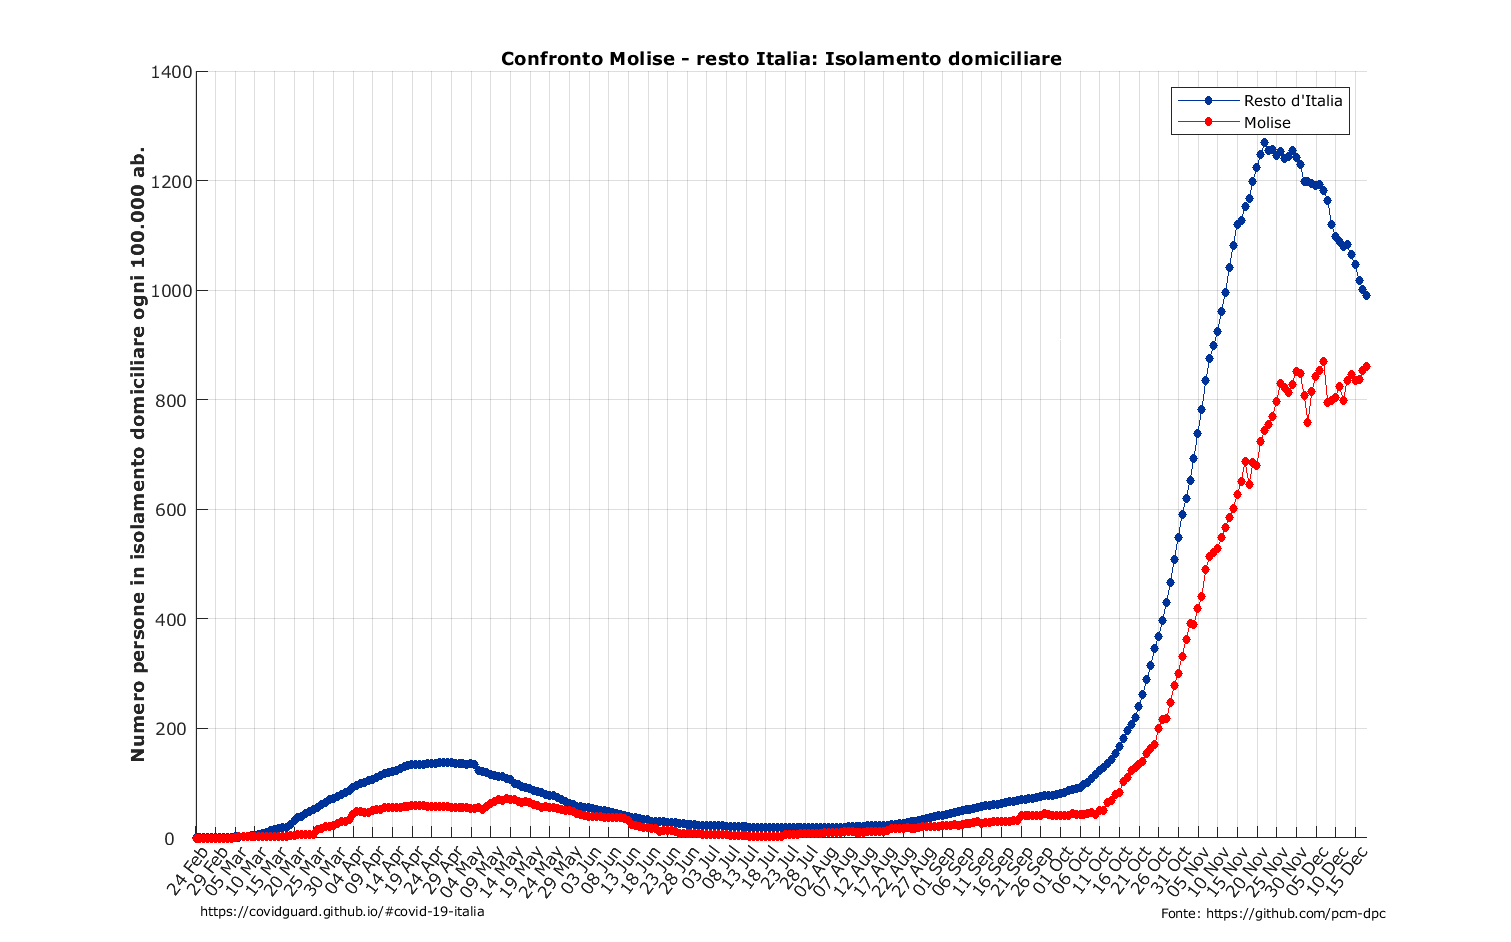 Confronto Molise - resto Italia: Isolamento domiciliare
Numero persone in isolamento domiciliare ogni 100.000 ab.
1400
1200
1000
800
600
400
200
0
Resto d'Italia
Molise
24 Feb
29 Feb
05 Mar
10 Mar
15 Mar
20 Mar
25 Mar
30 Mar
04 Apr
09 Apr
14 Apr
19 Apr
24 Apr
29 Apr
04 May
09 May
14 May
19 May
24 May
29 May
03 Jun
08 Jun
13 Jun
18 Jun
23 Jun
28 Jun
03 Jul
08 Jul
13 Jul
18 Jul
23 Jul
28 Jul
02 Aug
07 Aug
12 Aug
17 Aug
22 Aug
27 Aug
01 Sep
06 Sep
11 Sep
16 Sep
21 Sep
26 Sep
01 Oct
06 Oct
11 Oct
16 Oct
21 Oct
26 Oct
31 Oct
05 Nov
10 Nov
15 Nov
20 Nov
25 Nov
30 Nov
05 Dec
10 Dec
15 Dec
https://covidguard.github.io/#covid-19-italia
Fonte: https://github.com/pcm-dpc